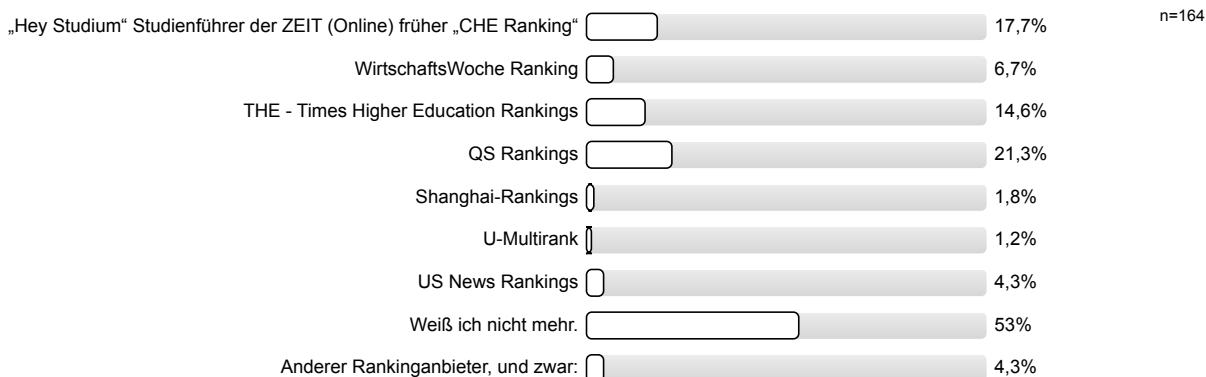 „Hey Studium“ Studienführer der ZEIT (Online) früher „CHE Ranking“ 17,7% n=164
WirtschaftsWoche Ranking 6,7%
THE - Times Higher Education Rankings 14,6%
QS Rankings 21,3%
Shanghai-Rankings 1,8%
U-Multirank 1,2%
US News Rankings 4,3%
Weiß ich nicht mehr. 53%
Anderer Rankinganbieter, und zwar: 4,3%